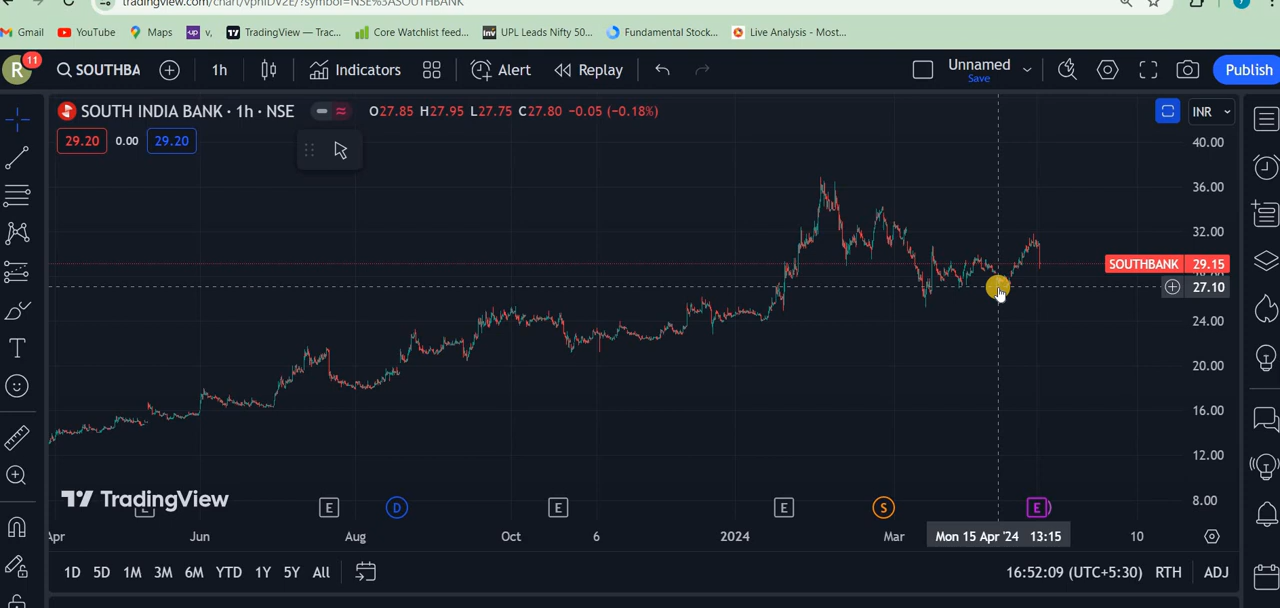 tradingview.com/chart/vphIDV2E/?symbol=NSE%3ASOUTHBANK
Gmail YouTube Maps up v, TradingView — Trac... Core Watchlist feed... Inv UPL Leads Nifty 50... Fundamental Stock... Live Analysis - Most...
R 11 SOUTHBA 1h Indicators Alert Replay Unnamed Save Publish
SOUTH INDIA BANK · 1h · NSE O27.85 H27.95 L27.75 C27.80 -0.05 (-0.18%) INR
29.20 0.00 29.20
40.00
36.00
32.00
SOUTHBANK 29.15
27.10
24.00
20.00
16.00
12.00
8.00
TradingView
E E D E E S E
Apr Jun Aug Oct 6 2024 Mar Mon 15 Apr '24 13:15 10
1D 5D 1M 3M 6M YTD 1Y 5Y All 16:52:09 (UTC+5:30) RTH ADJ